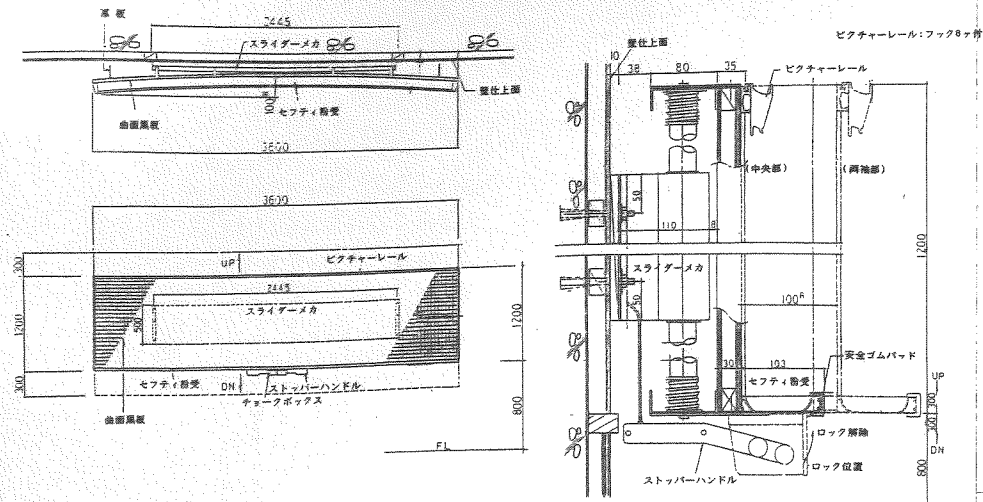 黒板
2445
スライダーメカ
壁仕上面
100R
セフティ粉受
曲面黒板
3600
3600
UP
ピクチャーレール
300
2445
スライダーメカ
500
1200
1200
300
セフティ粉受
DN
ストッパーハンドル
チョークボックス
曲面黒板
800
FL
ピクチャーレール:フック8ヶ付
壁仕上面
10
38
80
35
ピクチャーレール
(中央部)
(両袖部)
50
110
8
スライダーメカ
50
100R
1200
30
103
安全ゴムパッド
セフティ粉受
UP
300
300
DN
ロック解除
ロック位置
ストッパーハンドル
800